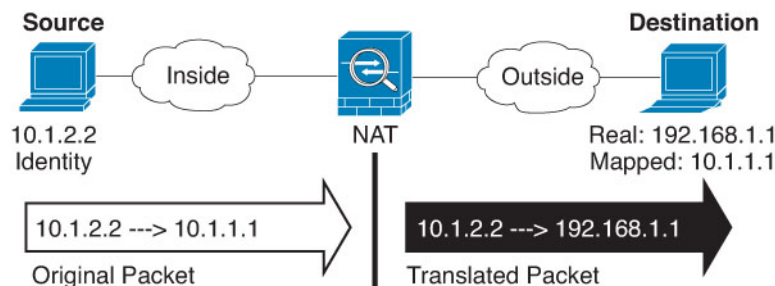 Source
Destination
Inside
Outside
10.1.2.2
Identity
NAT
Real: 192.168.1.1
Mapped: 10.1.1.1
10.1.2.2 ---> 10.1.1.1
10.1.2.2 ---> 192.168.1.1
Original Packet
Translated Packet